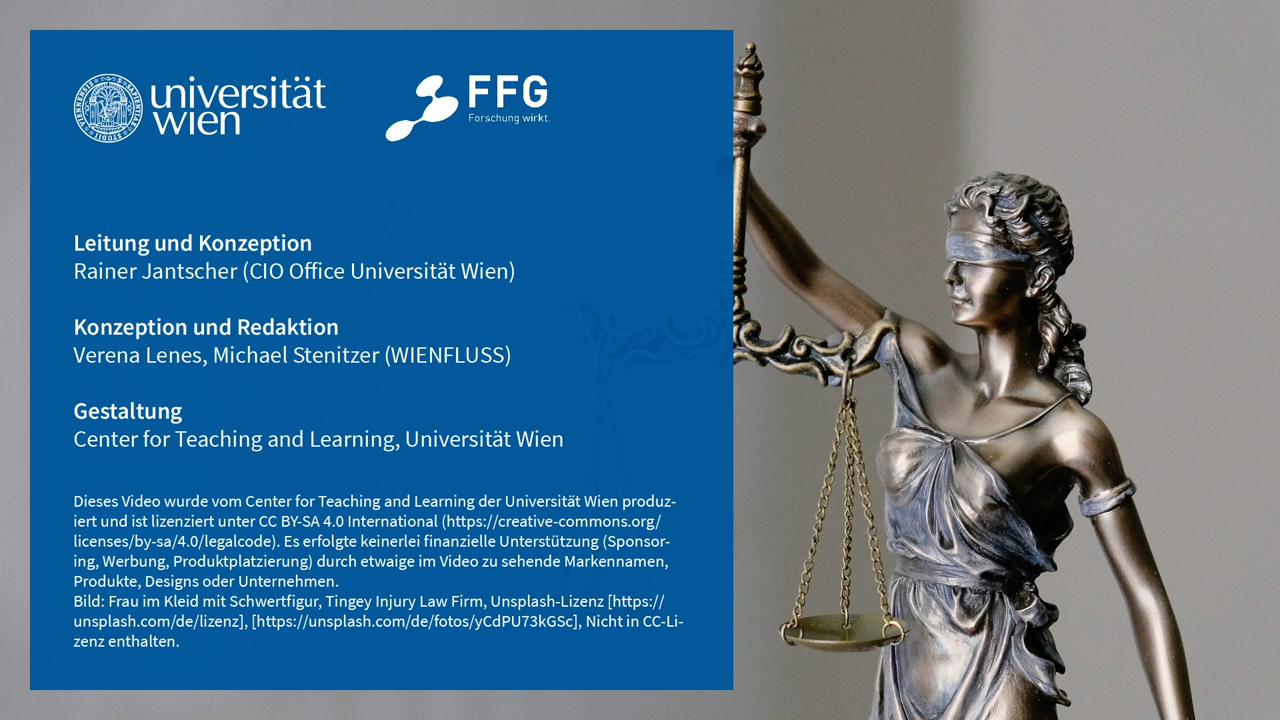 universität
wien
FFG
Forschung wirkt.
Leitung und Konzeption
Rainer Jantscher (CIO Office Universität Wien)
Konzeption und Redaktion
Verena Lenes, Michael Stenitzer (WIENFLUSS)
Gestaltung
Center for Teaching and Learning, Universität Wien
Dieses Video wurde vom Center for Teaching and Learning der Universität Wien produz-
iert und ist lizenziert unter CC BY-SA 4.0 International (https://creative-commons.org/
licenses/by-sa/4.0/legalcode). Es erfolgte keinerlei finanzielle Unterstützung (Sponsor-
ing, Werbung, Produktplatzierung) durch etwaige im Video zu sehende Markennamen,
Produkte, Designs oder Unternehmen.
Bild: Frau im Kleid mit Schwertfigur, Tingey Injury Law Firm, Unsplash-Lizenz [https://
unsplash.com/de/lizenz], [https://unsplash.com/de/fotos/yCdPU73kGSc], Nicht in CC-Li-
zenz enthalten.